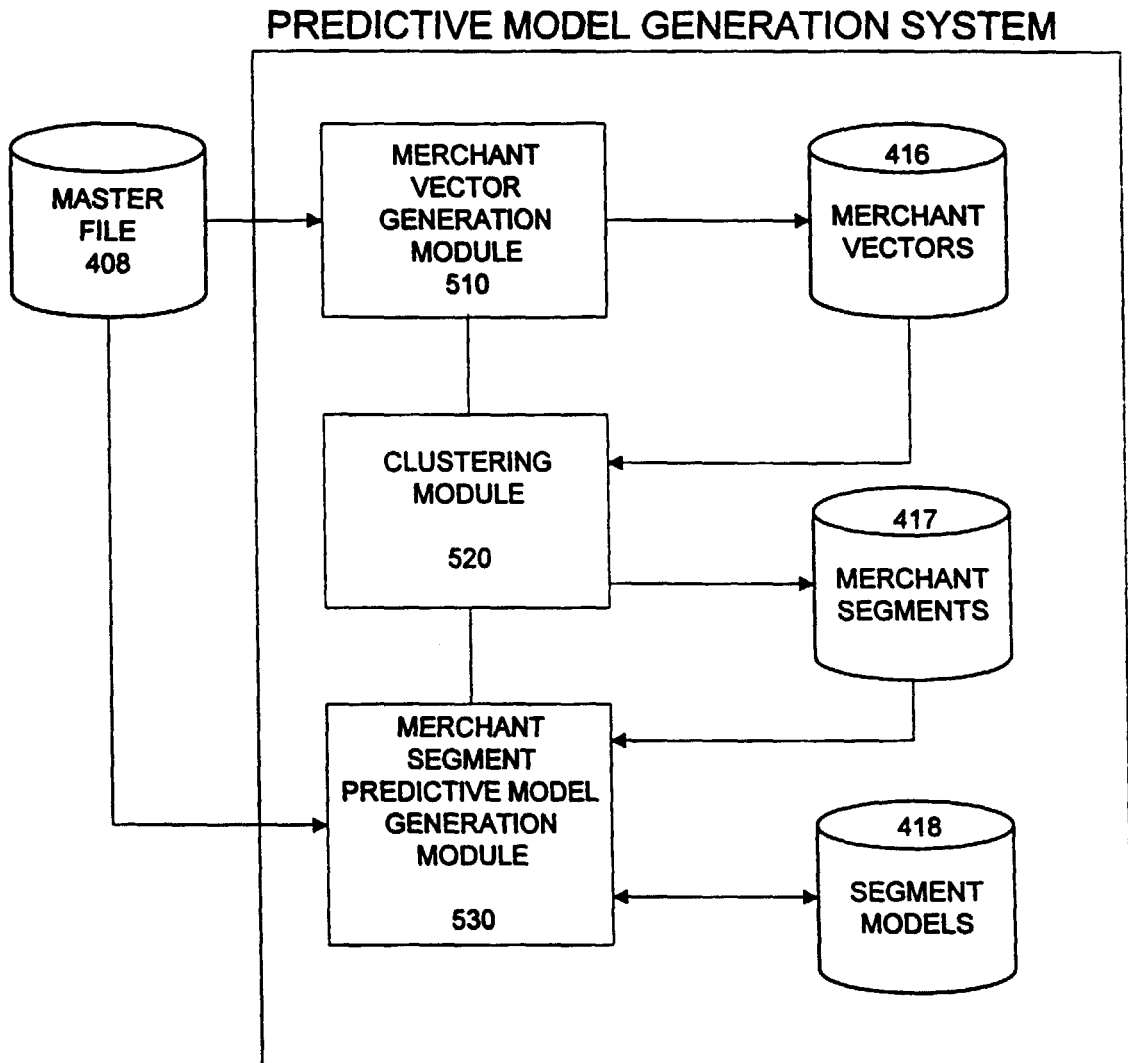 PREDICTIVE MODEL GENERATION SYSTEM
MASTER
FILE
408
MERCHANT
VECTOR
GENERATION
MODULE
510
416
MERCHANT
VECTORS
CLUSTERING
MODULE
520
417
MERCHANT
SEGMENTS
MERCHANT
SEGMENT
PREDICTIVE MODEL
GENERATION
MODULE
530
418
SEGMENT
MODELS